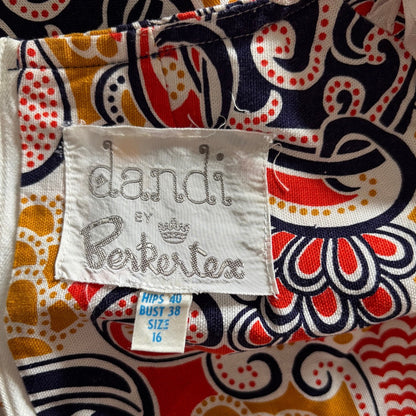 dandi
BY
Berkertex
HIPS 40
BUST 38
SIZE
16